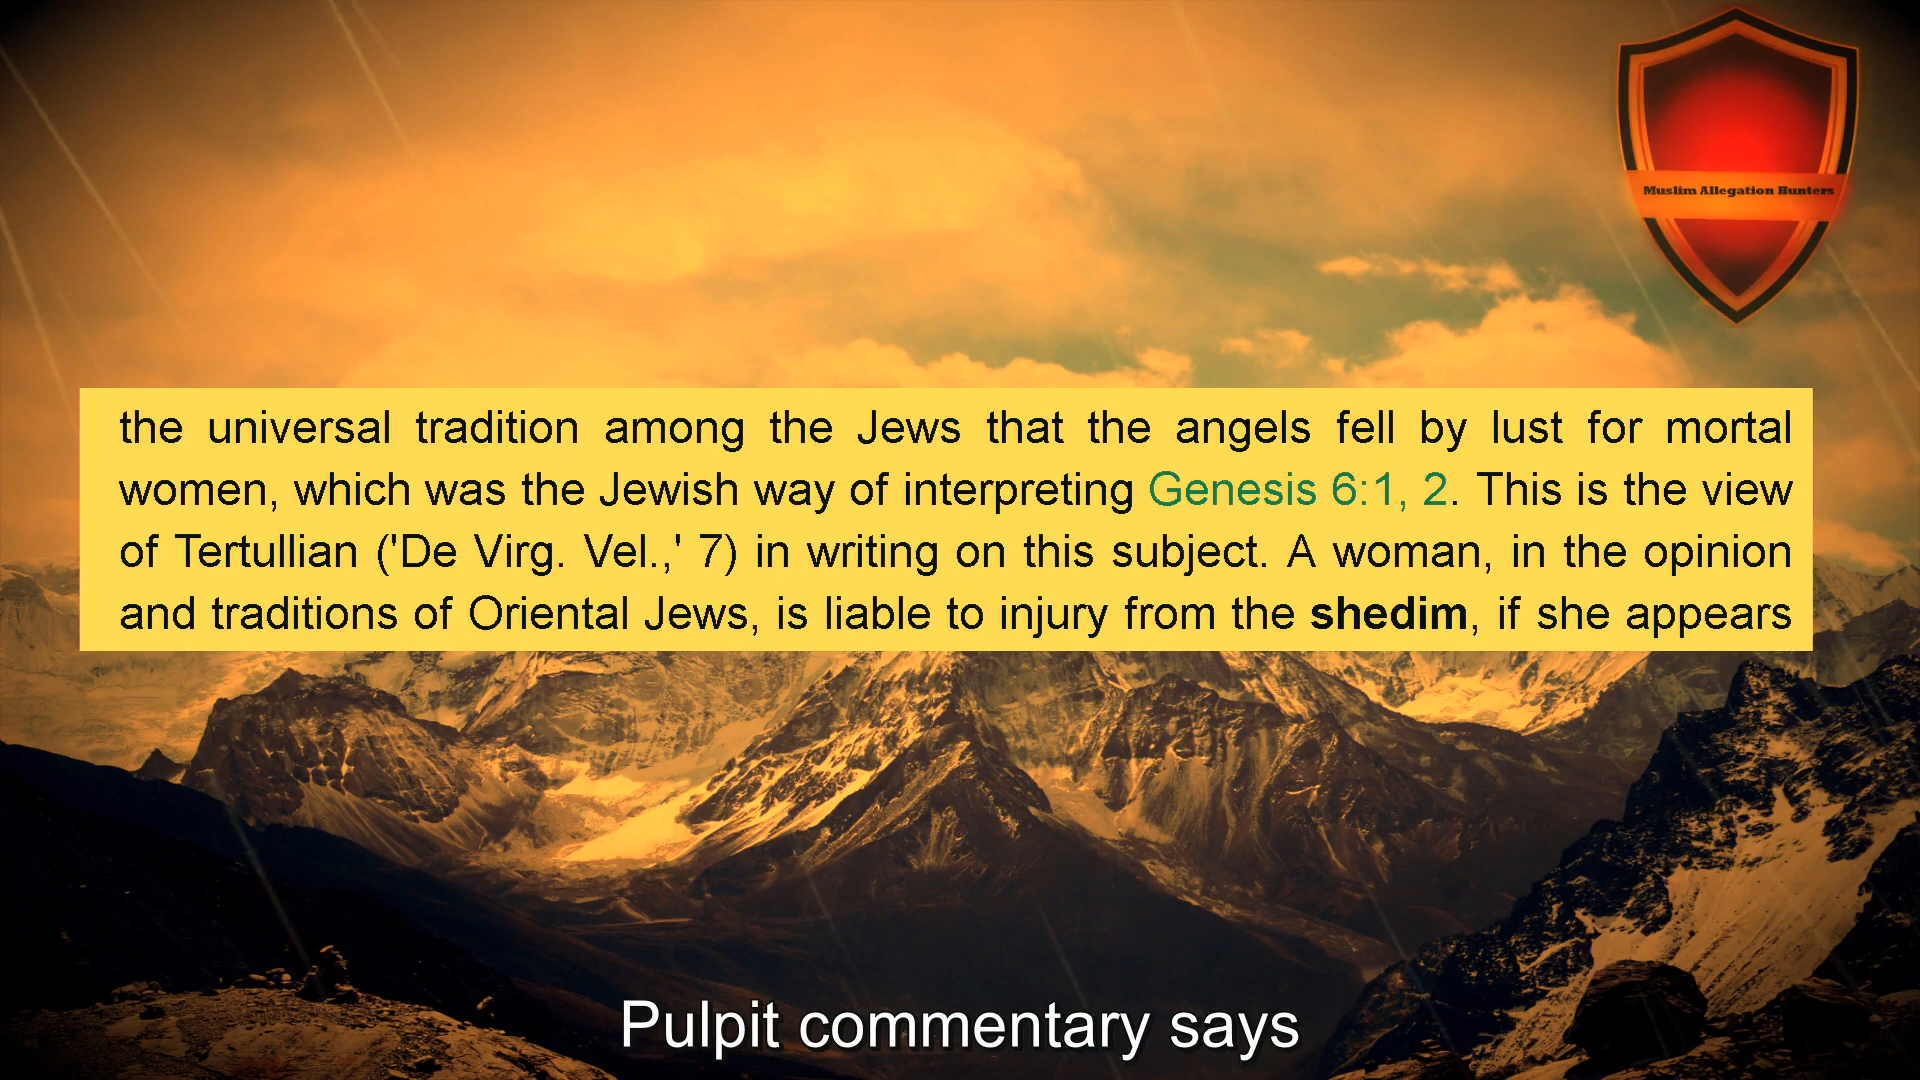 Muslim Allegation Hunters
the universal tradition among the Jews that the angels fell by lust for mortal
women, which was the Jewish way of interpreting Genesis 6:1, 2. This is the view
of Tertullian ('De Virg. Vel.,' 7) in writing on this subject. A woman, in the opinion
and traditions of Oriental Jews, is liable to injury from the shedim, if she appears
Pulpit commentary says